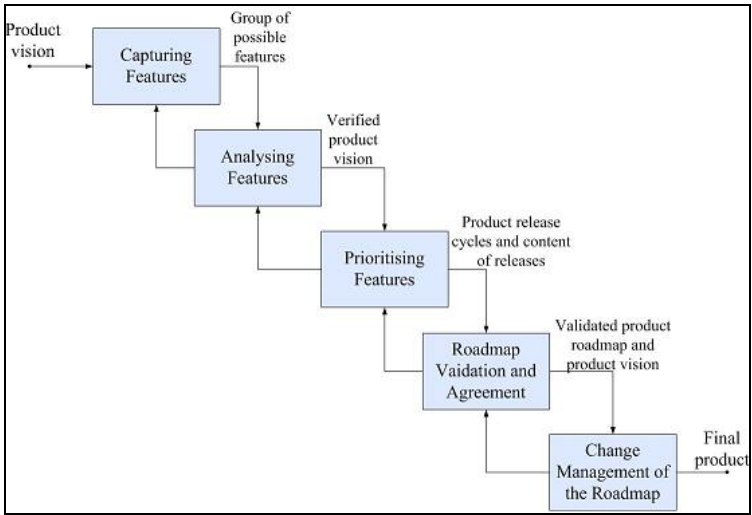 Product
vision
Capturing
Features
Group of
possible
features
Analysing
Features
Verified
product
vision
Prioritising
Features
Product release
cycles and content
of releases
Roadmap
Vaidation and
Agreement
Validated product
roadmap and
product vision
Change
Management of
the Roadmap
Final
product